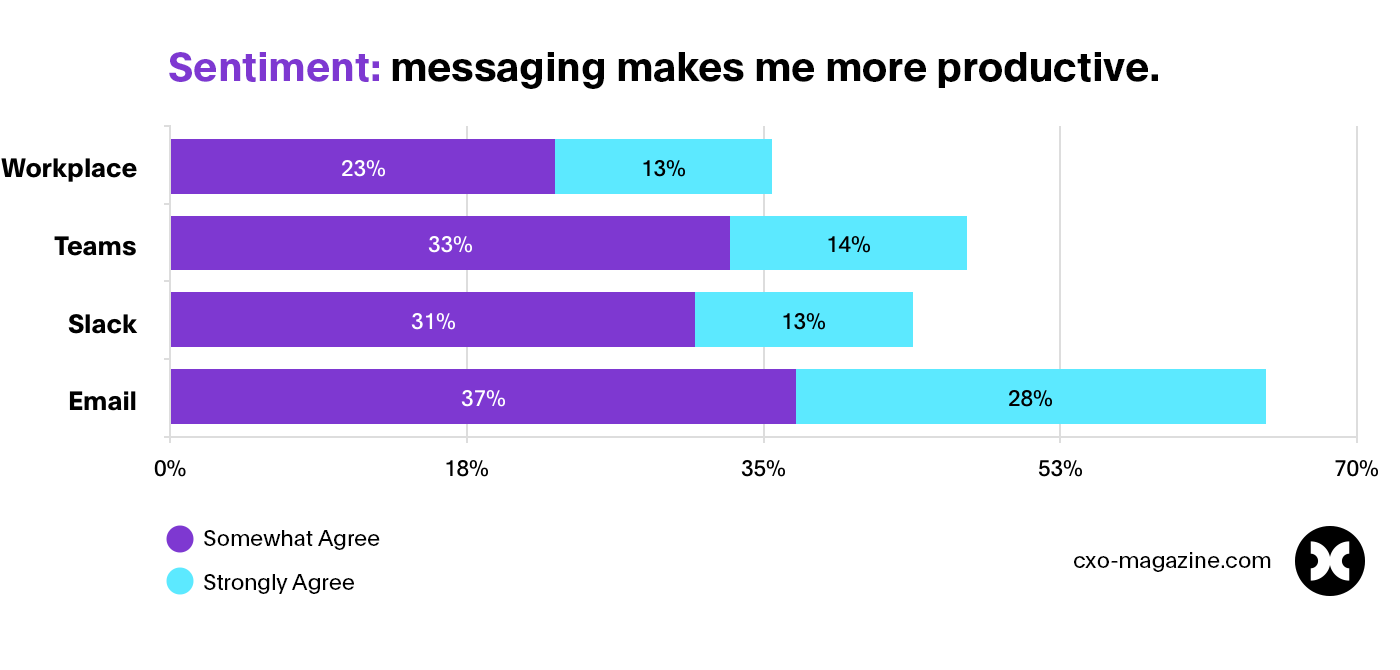 Sentiment: messaging makes me more productive.
Workplace 23% 13%
Teams 33% 14%
Slack 31% 13%
Email 37% 28%
0% 18% 35% 53% 70%
Somewhat Agree
Strongly Agree
cxo-magazine.com